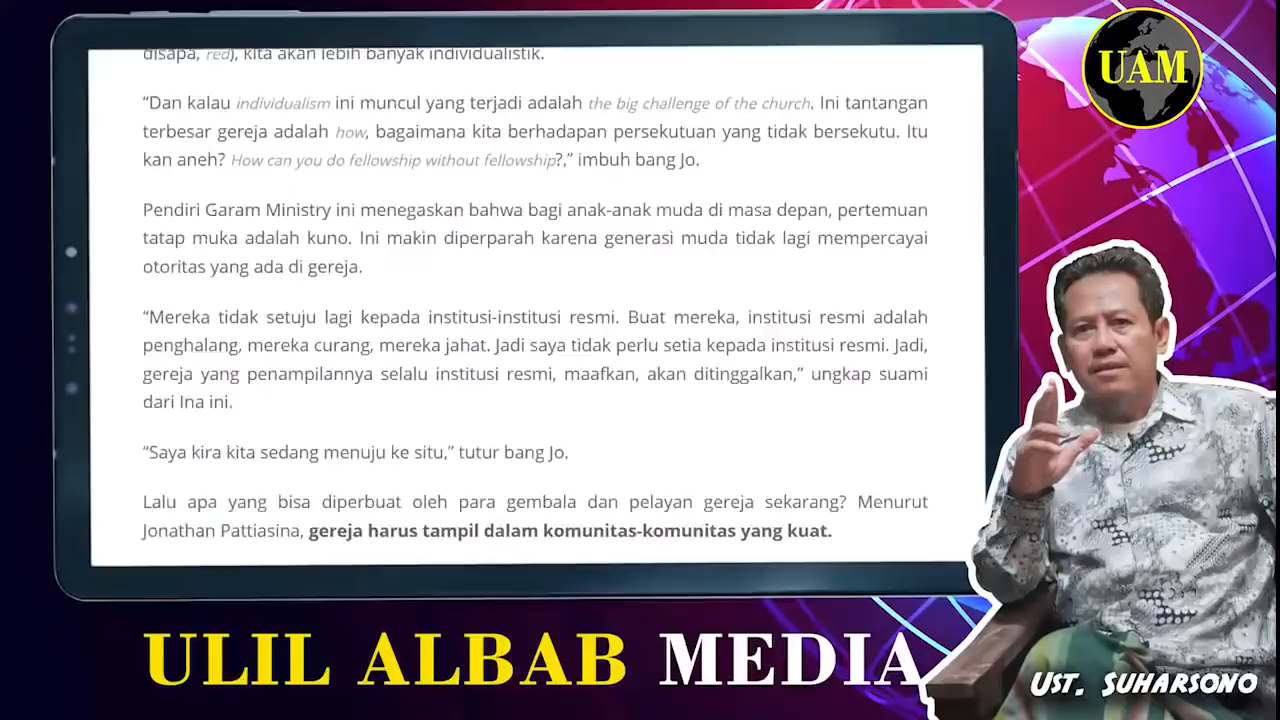 disapa, red), kita akan lebih banyak individualistik.
“Dan kalau individualism ini muncul yang terjadi adalah the big challenge of the church. Ini tantangan
terbesar gereja adalah how, bagaimana kita berhadapan persekutuan yang tidak bersekutu. Itu
kan aneh? How can you do fellowship without fellowship?,” imbuh bang Jo.
Pendiri Garam Ministry ini menegaskan bahwa bagi anak-anak muda di masa depan, pertemuan
tatap muka adalah kuno. Ini makin diperparah karena generasi muda tidak lagi mempercayai
otoritas yang ada di gereja.
“Mereka tidak setuju lagi kepada institusi-institusi resmi. Buat mereka, institusi resmi adalah
penghalang, mereka curang, mereka jahat. Jadi saya tidak perlu setia kepada institusi resmi. Jadi,
gereja yang penampilannya selalu institusi resmi, maafkan, akan ditinggalkan,” ungkap suami
dari Ina ini.
“Saya kira kita sedang menuju ke situ,” tutur bang Jo.
Lalu apa yang bisa diperbuat oleh para gembala dan pelayan gereja sekarang? Menurut
Jonathan Pattiasina, gereja harus tampil dalam komunitas-komunitas yang kuat.
UAM
ULIL ALBAB MEDIA
UST. SUHARSONO